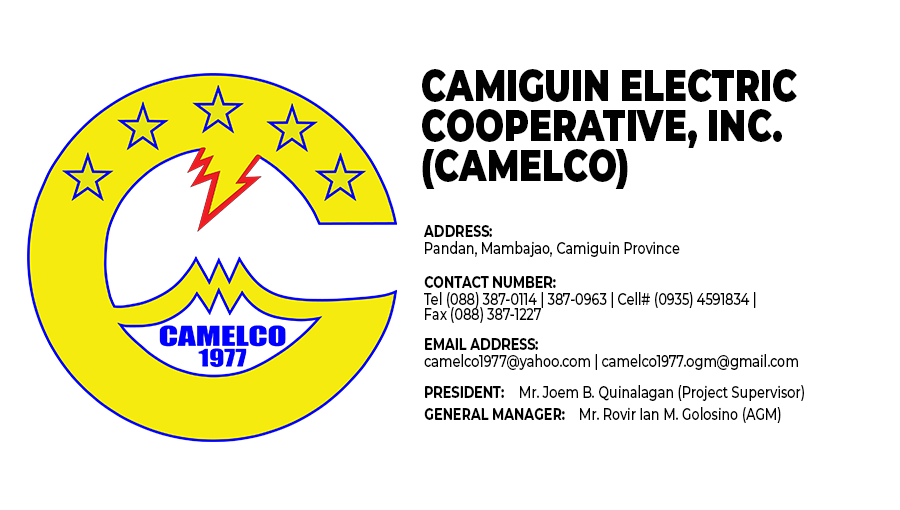 CAMIGUIN ELECTRIC
COOPERATIVE, INC.
(CAMELCO)
ADDRESS:
Pandan, Mambajao, Camiguin Province
CONTACT NUMBER:
Tel (088) 387-0114 | 387-0963 | Cell# (0935) 4591834 |
Fax (088) 387-1227
EMAIL ADDRESS:
camelco1977@yahoo.com | camelco1977.ogm@gmail.com
PRESIDENT: Mr. Joem B. Quinalagan (Project Supervisor)
GENERAL MANAGER: Mr. Rovir Ian M. Golosino (AGM)
CAMELCO
1977